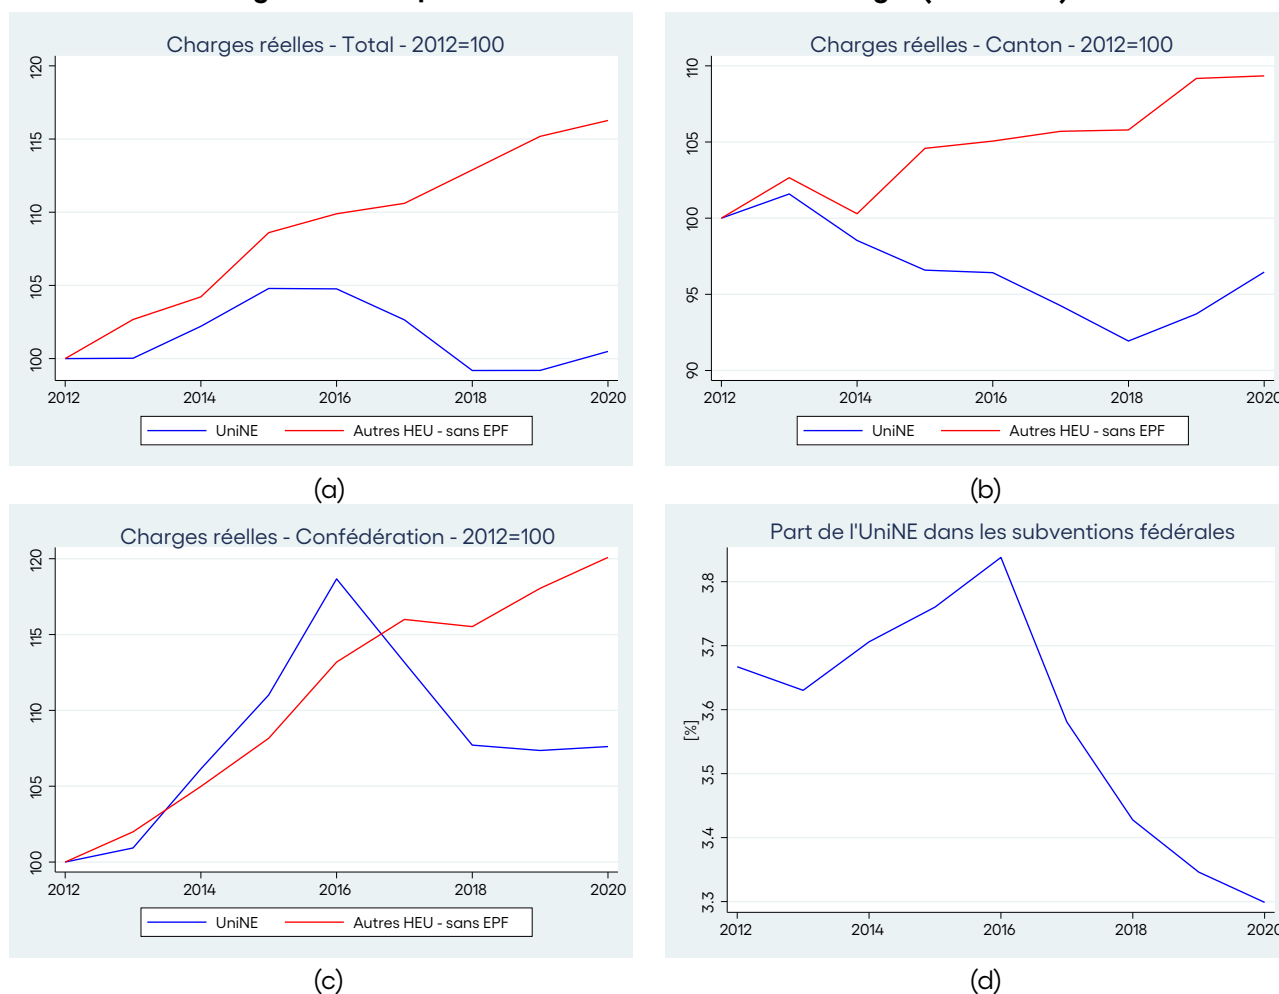 Charges réelles - Total - 2012=100
120
115
110
105
100
2012 2014 2016 2018 2020
UniNE Autres HEU - sans EPF
(a)
Charges réelles - Canton - 2012=100
110
105
100
95
90
2012 2014 2016 2018 2020
UniNE Autres HEU - sans EPF
(b)
Charges réelles - Confédération - 2012=100
120
115
110
105
100
2012 2014 2016 2018 2020
UniNE Autres HEU - sans EPF
(c)
Part de l'UniNE dans les subventions fédérales
[%]
3.8
3.7
3.6
3.5
3.4
3.3
2012 2014 2016 2018 2020
(d)